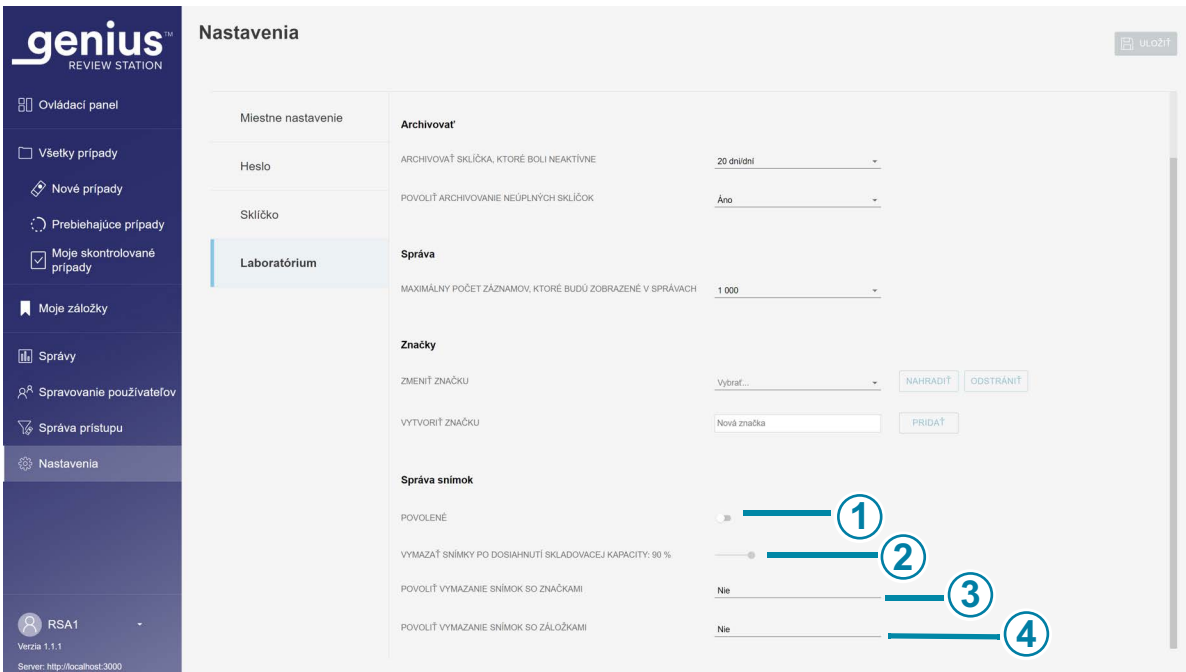 genius™
REVIEW STATION
Ovládací panel
Všetky prípady
Nové prípady
Prebiehajúce prípady
Moje skontrolované
prípady
Moje záložky
Správy
Spravovanie používateľov
Správa prístupu
Nastavenia
RSA1
Verzia 1.1.1
Server: http://localhost:3000
Nastavenia
ULOŽIŤ
Miestne nastavenie
Heslo
Sklíčko
Laboratórium
Archivovať
ARCHIVOVAŤ SKLÍČKA, KTORÉ BOLI NEAKTÍVNE 20 dni/dní
POVOLIŤ ARCHIVOVANIE NEÚPLNÝCH SKLÍČOK Áno
Správa
MAXIMÁLNY POČET ZÁZNAMOV, KTORÉ BUDÚ ZOBRAZENÉ V SPRÁVACH 1 000
Značky
ZMENIŤ ZNAČKU Vybrať... NAHRADIŤ ODSTRÁNIŤ
VYTVORIŤ ZNAČKU Nová značka PRIDAŤ
Správa snímok
POVOLENÉ 1
VYMAZAŤ SNÍMKY PO DOSIAHNUTÍ SKLADOVACEJ KAPACITY: 90 % 2
POVOLIŤ VYMAZANIE SNÍMOK SO ZNAČKAMI Nie 3
POVOLIŤ VYMAZANIE SNÍMOK SO ZÁLOŽKAMI Nie 4